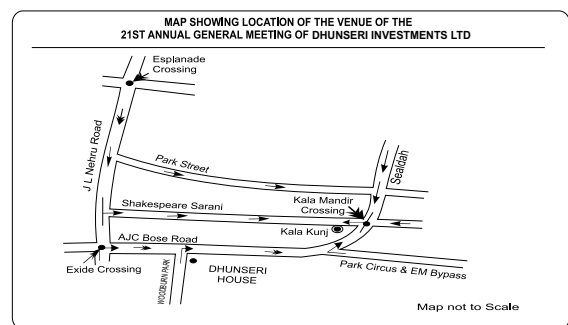 MAP SHOWING LOCATION OF THE VENUE OF THE
21ST ANNUAL GENERAL MEETING OF DHUNSERI INVESTMENTS LTD
Esplanade
Crossing
J L Nehru Road
Park Street
Sealdah
Kala Mandir
Crossing
Shakespeare Sarani
Kala Kunj
AJC Bose Road
Exide Crossing
WOODBURN PARK
DHUNSERI
HOUSE
Park Circus & EM Bypass
Map not to Scale